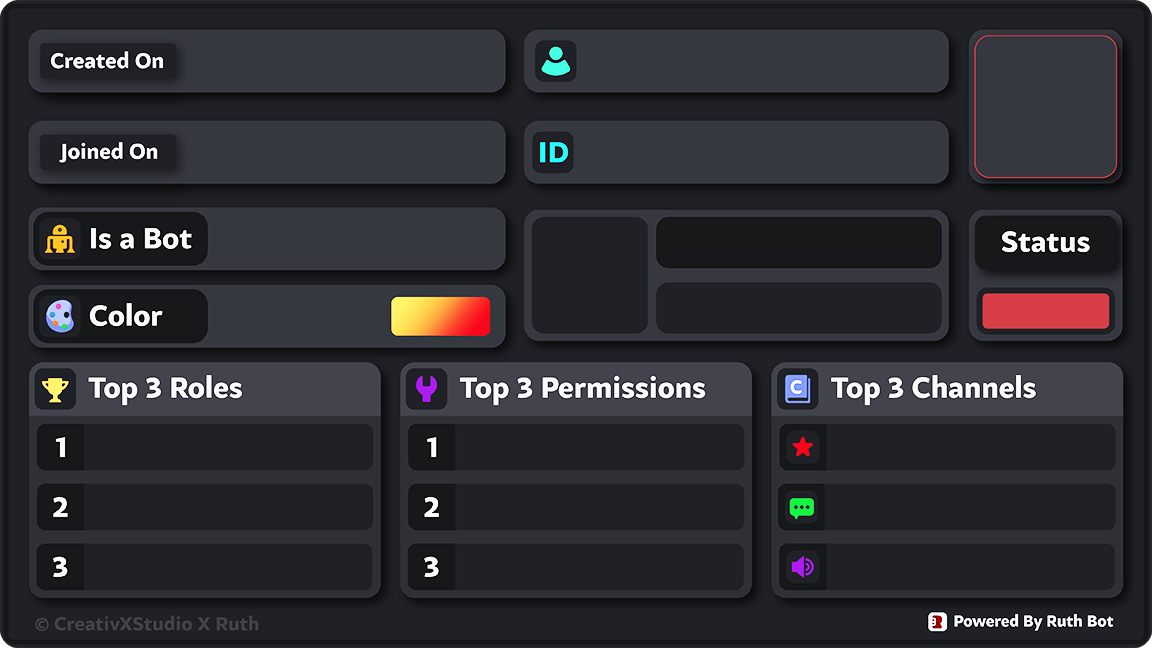 Created On
ID
Joined On
Is a Bot
Status
Color
Top 3 Roles
1
2
3
Top 3 Permissions
1
2
3
C
Top 3 Channels
© CreativXStudio X Ruth
R
Powered By Ruth Bot